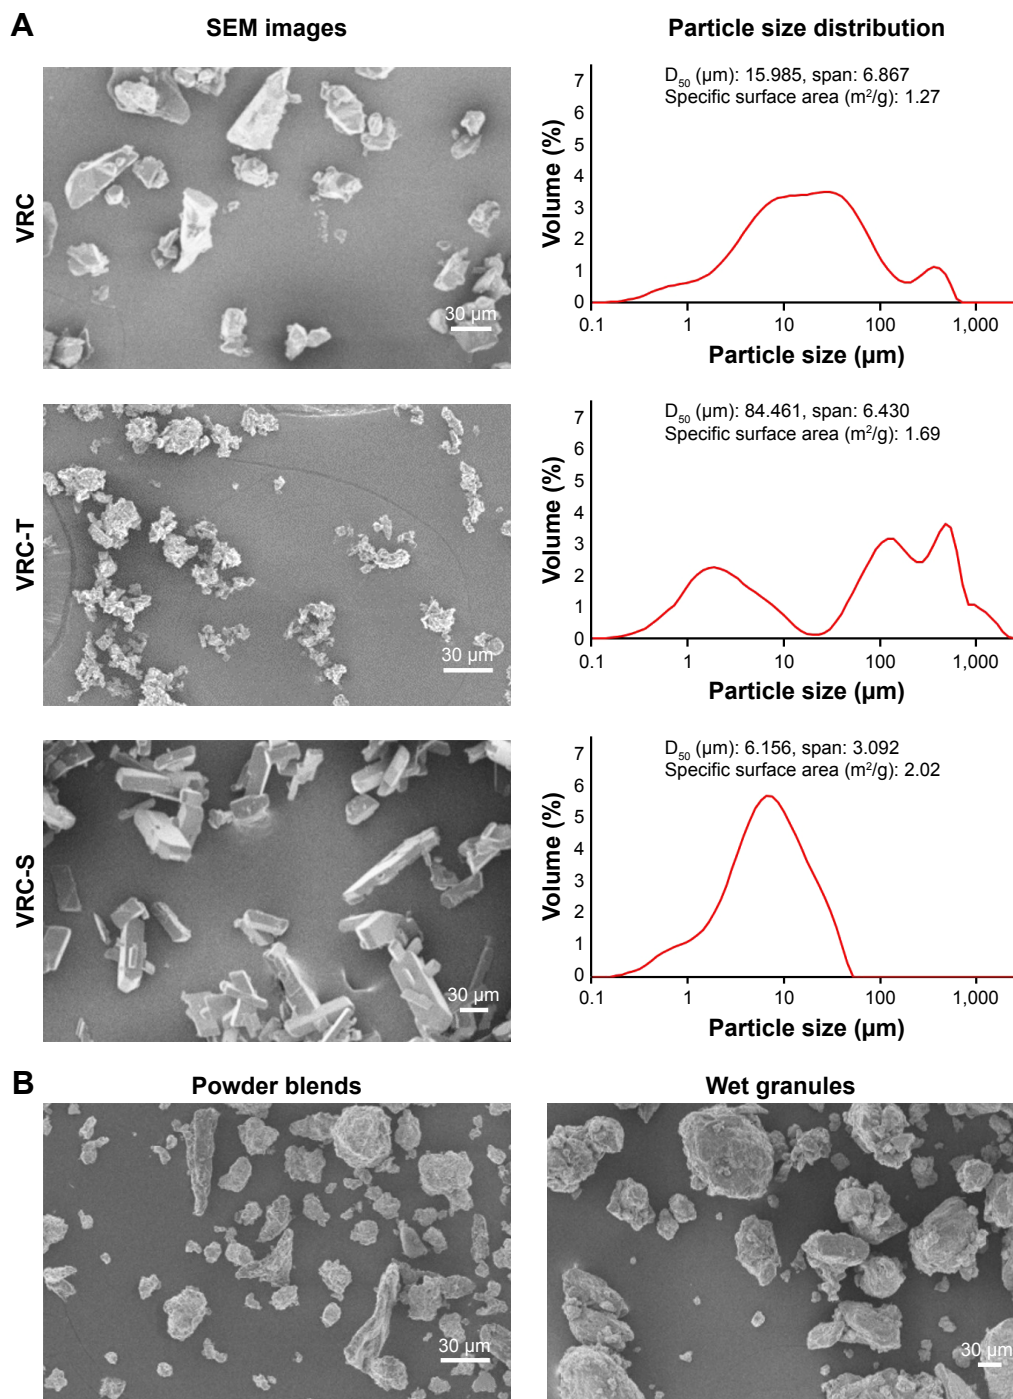 A
SEM images
Particle size distribution
VRC
30 µm
Volume (%)
7
6
5
4
3
2
1
0
D50 (µm): 15.985, span: 6.867
Specific surface area (m²/g): 1.27
0.1 1 10 100 1,000
Particle size (µm)
VRC-T
30 µm
Volume (%)
7
6
5
4
3
2
1
0
D50 (µm): 84.461, span: 6.430
Specific surface area (m²/g): 1.69
0.1 1 10 100 1,000
Particle size (µm)
VRC-S
30 µm
Volume (%)
7
6
5
4
3
2
1
0
D50 (µm): 6.156, span: 3.092
Specific surface area (m²/g): 2.02
0.1 1 10 100 1,000
Particle size (µm)
B
Powder blends
Wet granules
30 µm
30 µm